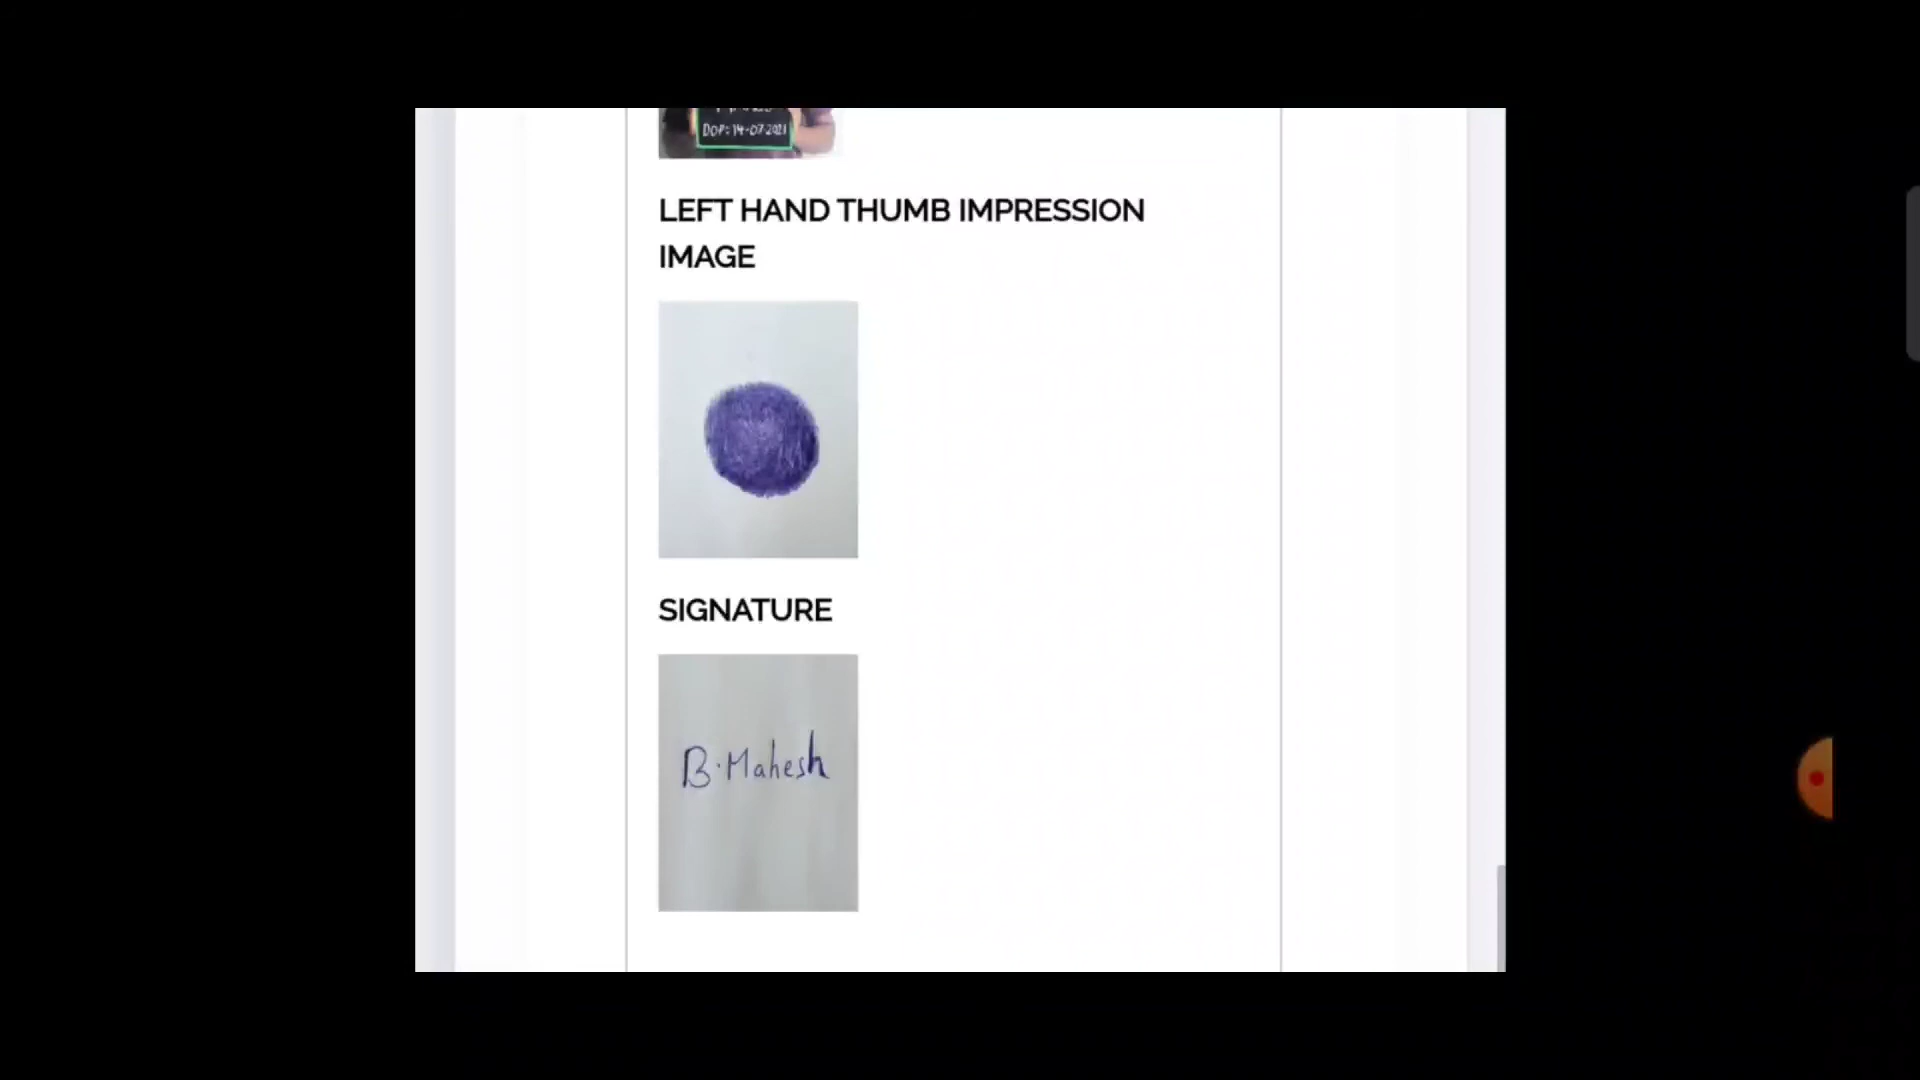 DOP: 14-07 2021
LEFT HAND THUMB IMPRESSION
IMAGE
SIGNATURE
B. Mahesh